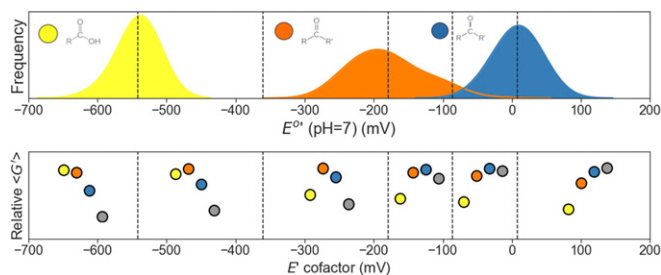 O
R OH
O
R R'
O
R R'
Frequency
−700 −600 −500 −400 −300 −200 −100 0 100 200
E°' (pH=7) (mV)
Relative <G'>
−700 −600 −500 −400 −300 −200 −100 0 100 200
E' cofactor (mV)